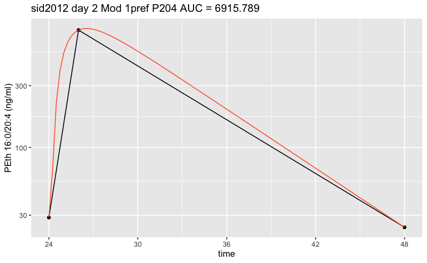 sid2012 day 2 Mod 1pref P204 AUC = 6915.789
PEth 16:0/20:4 (ng/ml)
300
100
30
24 30 36 42 48
time